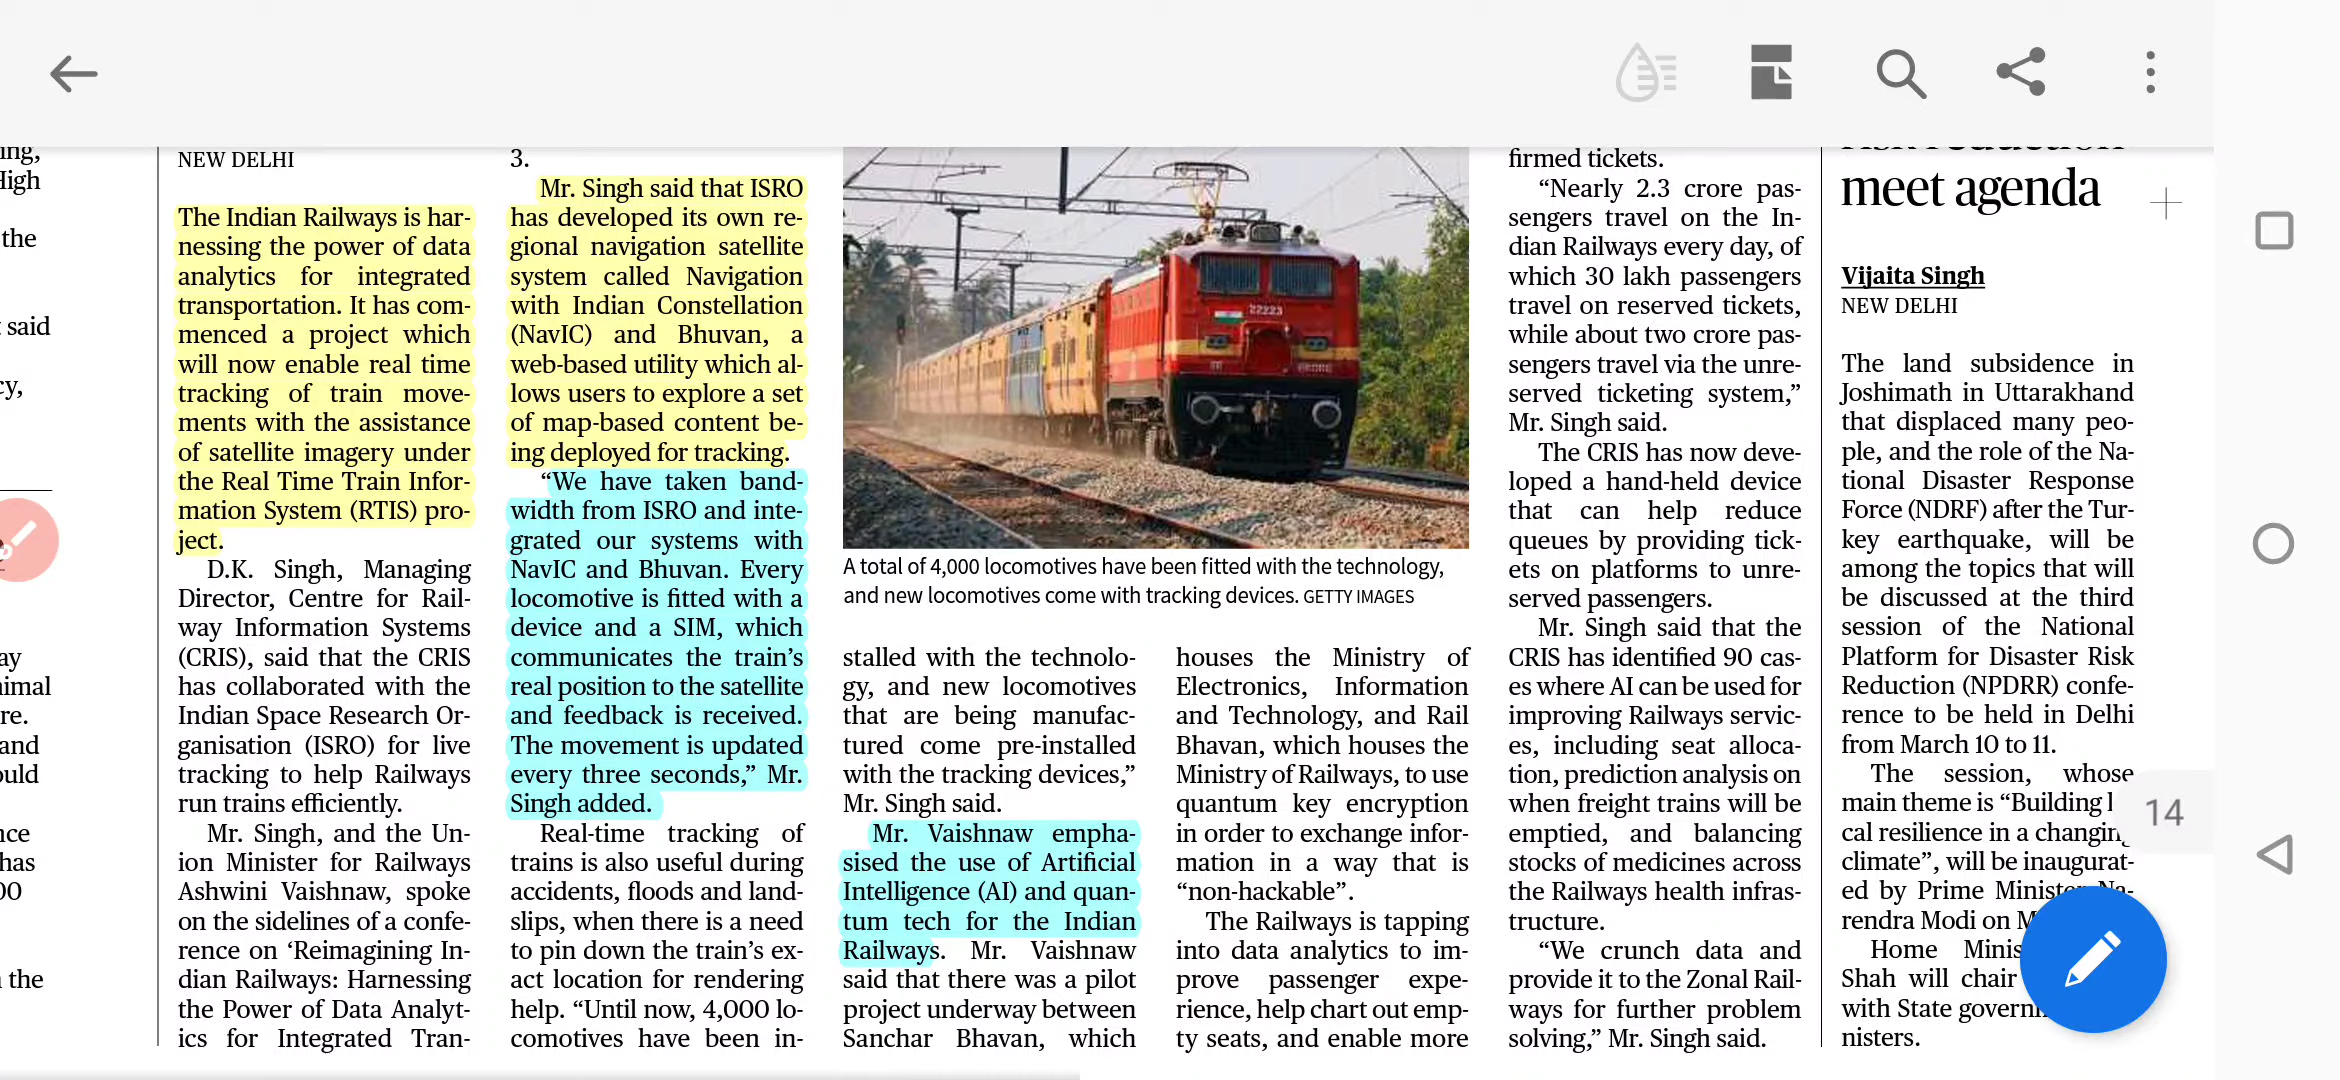 ing,
High
the
t said
cy,
ay
nimal
re.
and
ould
nce
has
00
n the
NEW DELHI
The Indian Railways is har-
nessing the power of data
analytics for integrated
transportation. It has com-
menced a project which
will now enable real time
tracking of train move-
ments with the assistance
of satellite imagery under
the Real Time Train Infor-
mation System (RTIS) pro-
ject.
D.K. Singh, Managing
Director, Centre for Rail-
way Information Systems
(CRIS), said that the CRIS
has collaborated with the
Indian Space Research Or-
ganisation (ISRO) for live
tracking to help Railways
run trains efficiently.
Mr. Singh, and the Un-
ion Minister for Railways
Ashwini Vaishnaw, spoke
on the sidelines of a confe-
rence on ‘Reimagining In-
dian Railways: Harnessing
the Power of Data Analyt-
ics for Integrated Tran-
3.
Mr. Singh said that ISRO
has developed its own re-
gional navigation satellite
system called Navigation
with Indian Constellation
(NavIC) and Bhuvan, a
web-based utility which al-
lows users to explore a set
of map-based content be-
ing deployed for tracking.
“We have taken band-
width from ISRO and inte-
grated our systems with
NavIC and Bhuvan. Every
locomotive is fitted with a
device and a SIM, which
communicates the train’s
real position to the satellite
and feedback is received.
The movement is updated
every three seconds,” Mr.
Singh added.
Real-time tracking of
trains is also useful during
accidents, floods and land-
slips, when there is a need
to pin down the train’s ex-
act location for rendering
help. “Until now, 4,000 lo-
comotives have been in-
22223
A total of 4,000 locomotives have been fitted with the technology,
and new locomotives come with tracking devices. GETTY IMAGES
stalled with the technolo-
gy, and new locomotives
that are being manufac-
tured come pre-installed
with the tracking devices,”
Mr. Singh said.
Mr. Vaishnaw empha-
sised the use of Artificial
Intelligence (AI) and quan-
tum tech for the Indian
Railways. Mr. Vaishnaw
said that there was a pilot
project underway between
Sanchar Bhavan, which
houses the Ministry of
Electronics, Information
and Technology, and Rail
Bhavan, which houses the
Ministry of Railways, to use
quantum key encryption
in order to exchange infor-
mation in a way that is
“non-hackable”.
The Railways is tapping
into data analytics to im-
prove passenger expe-
rience, help chart out emp-
ty seats, and enable more
firmed tickets.
“Nearly 2.3 crore pas-
sengers travel on the In-
dian Railways every day, of
which 30 lakh passengers
travel on reserved tickets,
while about two crore pas-
sengers travel via the unre-
served ticketing system,”
Mr. Singh said.
The CRIS has now deve-
loped a hand-held device
that can help reduce
queues by providing tick-
ets on platforms to unre-
served passengers.
Mr. Singh said that the
CRIS has identified 90 cas-
es where AI can be used for
improving Railways servic-
es, including seat alloca-
tion, prediction analysis on
when freight trains will be
emptied, and balancing
stocks of medicines across
the Railways health infras-
tructure.
“We crunch data and
provide it to the Zonal Rail-
ways for further problem
solving,” Mr. Singh said.
risk reduction
meet agenda
Vijaita Singh
NEW DELHI
The land subsidence in
Joshimath in Uttarakhand
that displaced many peo-
ple, and the role of the Na-
tional Disaster Response
Force (NDRF) after the Tur-
key earthquake, will be
among the topics that will
be discussed at the third
session of the National
Platform for Disaster Risk
Reduction (NPDRR) confe-
rence to be held in Delhi
from March 10 to 11.
The session, whose
main theme is “Building l
cal resilience in a changing
climate”, will be inaugurat-
ed by Prime Minister Na-
rendra Modi on M
Home Minis
Shah will chair
with State governm
nisters.
14